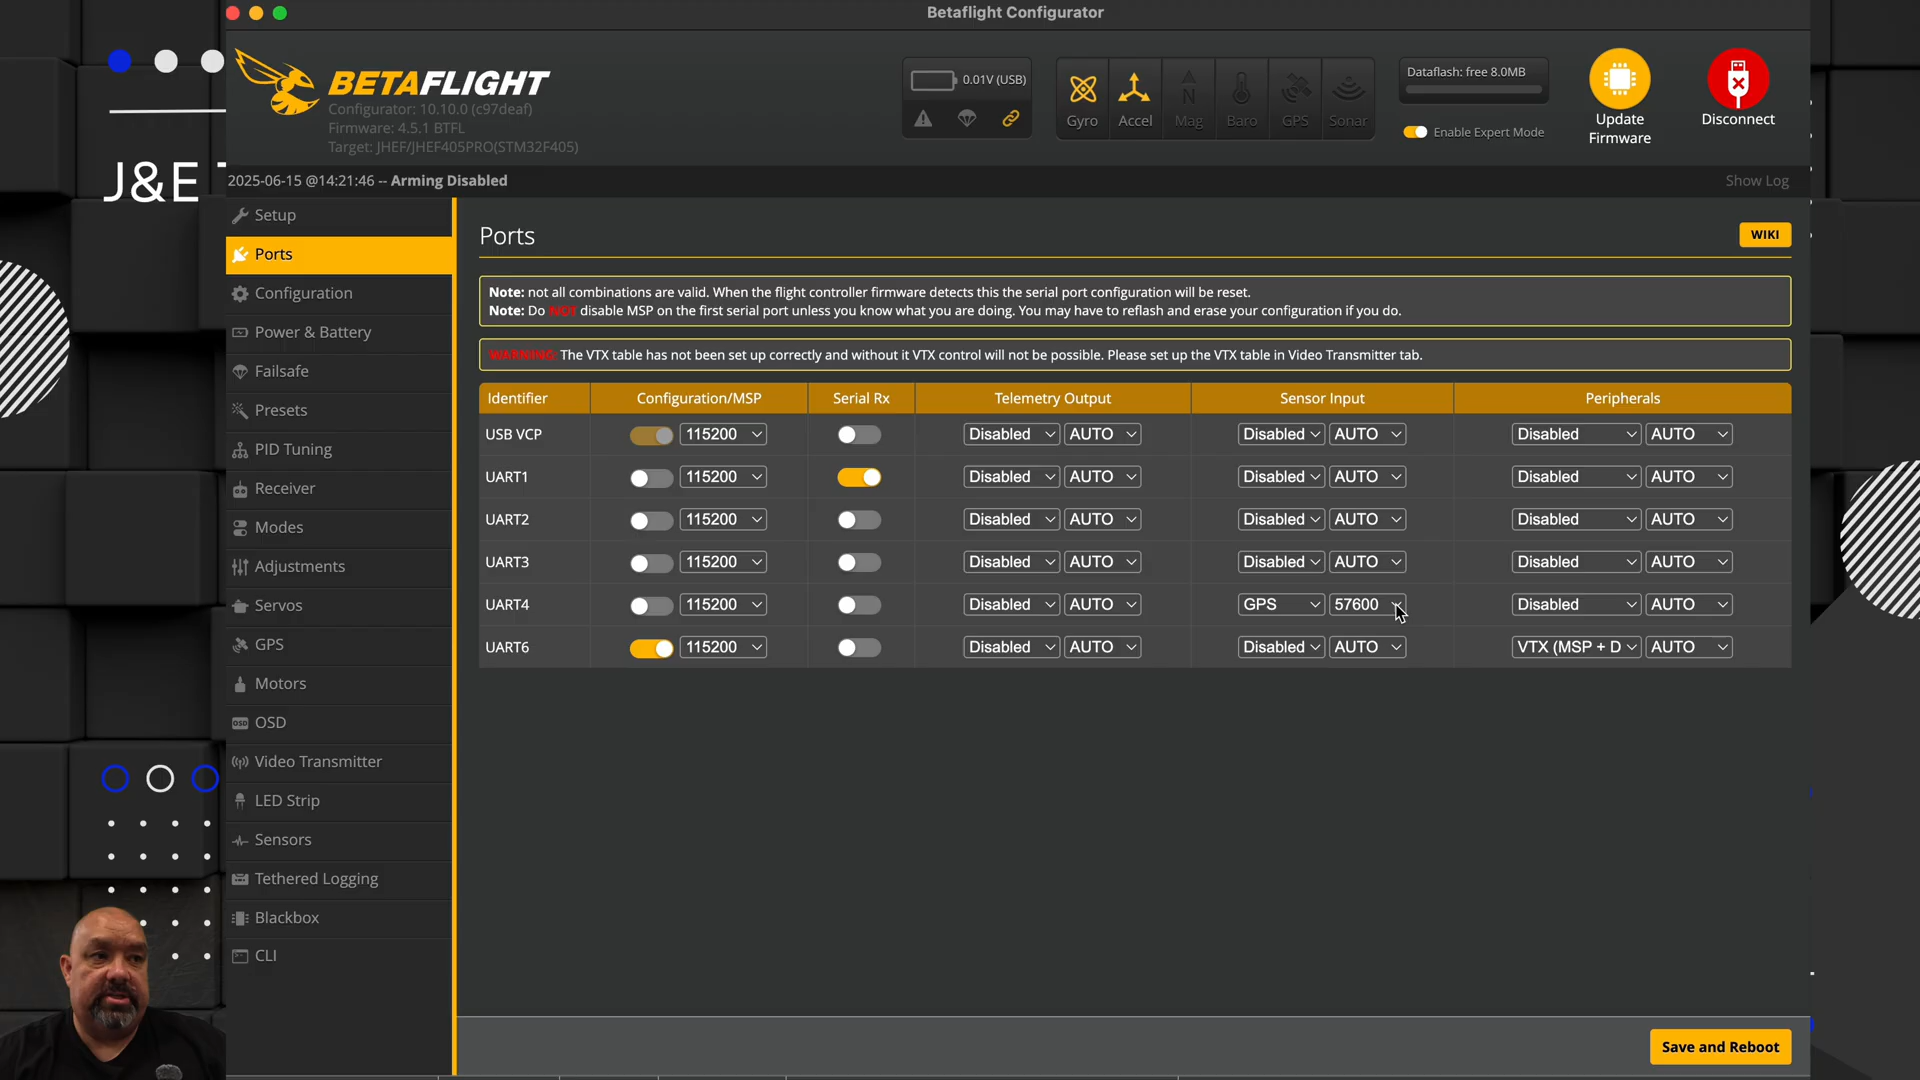 Betaflight Configurator
BETAFLIGHT
Configurator: 10.10.0 (c97deaf)
Firmware: 4.5.1 BTFL
Target: JHEF/JHEF405PRO(STM32F405)
0.01V (USB)
Gyro
Accel
Mag
Baro
GPS
Sonar
Dataflash: free 8.0MB
Enable Expert Mode
Update
Firmware
Disconnect
J&E
2025-06-15 @14:21:46 -- Arming Disabled
Show Log
Setup
Ports
Configuration
Power & Battery
Failsafe
Presets
PID Tuning
Receiver
Modes
Adjustments
Servos
GPS
Motors
OSD
Video Transmitter
LED Strip
Sensors
Tethered Logging
Blackbox
CLI
Ports
WIKI
Note: not all combinations are valid. When the flight controller firmware detects this the serial port configuration will be reset.
Note: Do NOT disable MSP on the first serial port unless you know what you are doing. You may have to reflash and erase your configuration if you do.
WARNING: The VTX table has not been set up correctly and without it VTX control will not be possible. Please set up the VTX table in Video Transmitter tab.
Identifier Configuration/MSP Serial Rx Telemetry Output Sensor Input Peripherals
USB VCP 115200 Disabled AUTO Disabled AUTO Disabled AUTO
UART1 115200 Disabled AUTO Disabled AUTO Disabled AUTO
UART2 115200 Disabled AUTO Disabled AUTO Disabled AUTO
UART3 115200 Disabled AUTO Disabled AUTO Disabled AUTO
UART4 115200 Disabled AUTO GPS 57600 Disabled AUTO
UART6 115200 Disabled AUTO Disabled AUTO VTX (MSP + D AUTO
Save and Reboot